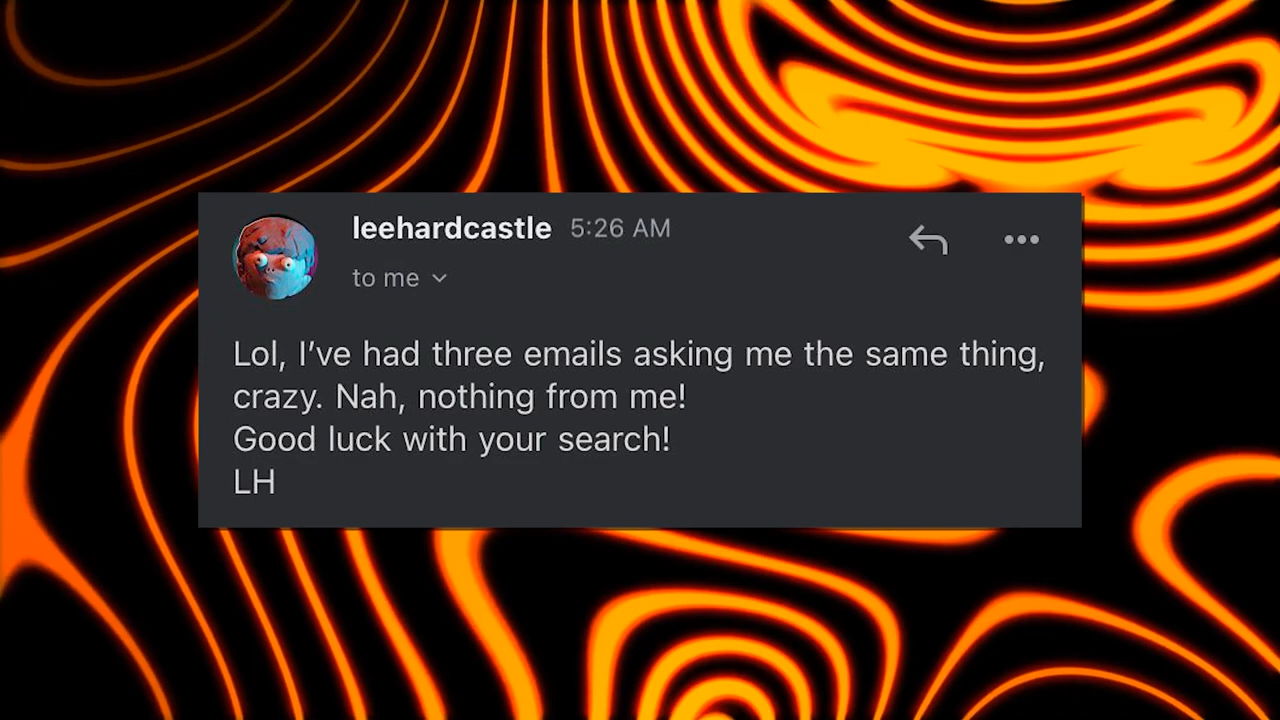 leehardcastle 5:26 AM
to me
Lol, I’ve had three emails asking me the same thing,
crazy. Nah, nothing from me!
Good luck with your search!
LH